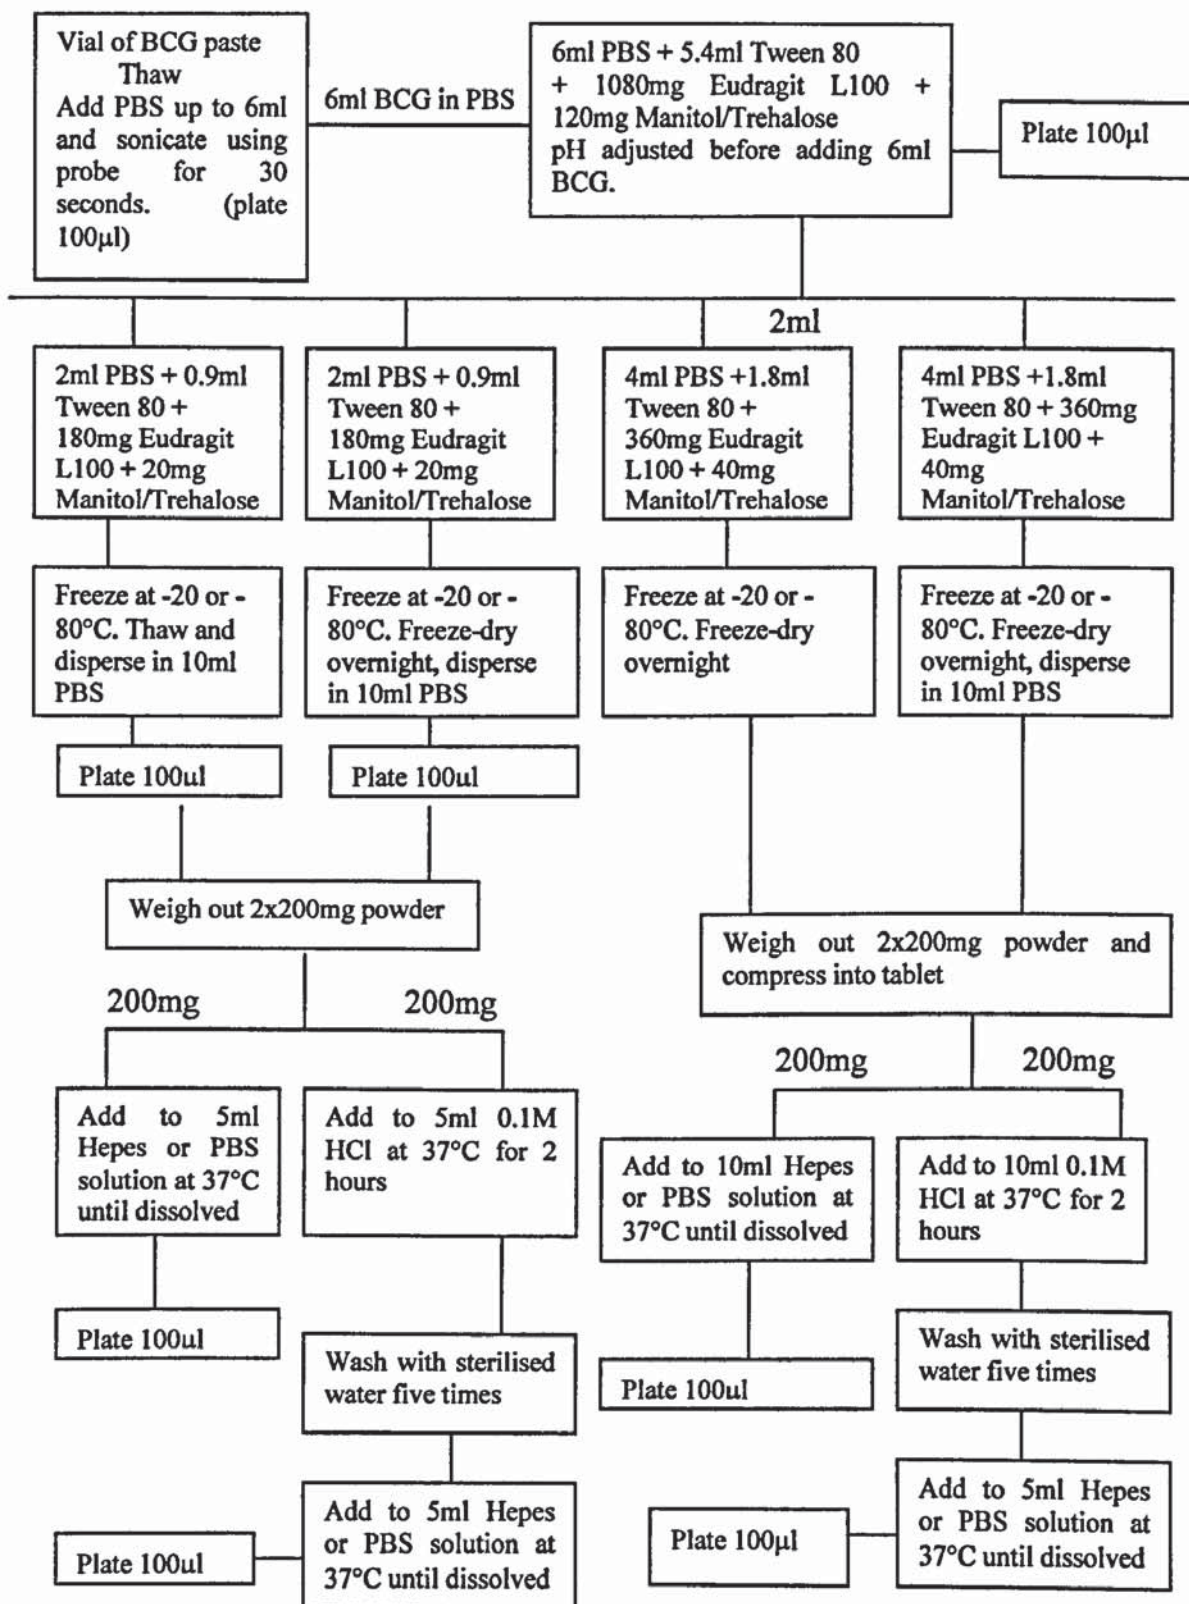 Vial of BCG paste
Thaw
Add PBS up to 6ml
and sonicate using
probe for 30
seconds. (plate
100µl)
6ml BCG in PBS
6ml PBS + 5.4ml Tween 80
+ 1080mg Eudragit L100 +
120mg Manitol/Trehalose
pH adjusted before adding 6ml
BCG.
Plate 100µl
2ml
2ml PBS + 0.9ml
Tween 80 +
180mg Eudragit
L100 + 20mg
Manitol/Trehalose
2ml PBS + 0.9ml
Tween 80 +
180mg Eudragit
L100 + 20mg
Manitol/Trehalose
4ml PBS +1.8ml
Tween 80 +
360mg Eudragit
L100 + 40mg
Manitol/Trehalose
4ml PBS +1.8ml
Tween 80 + 360mg
Eudragit L100 +
40mg
Manitol/Trehalose
Freeze at -20 or -
80°C. Thaw and
disperse in 10ml
PBS
Freeze at -20 or -
80°C. Freeze-dry
overnight, disperse
in 10ml PBS
Freeze at -20 or -
80°C. Freeze-dry
overnight
Freeze at -20 or -
80°C. Freeze-dry
overnight, disperse
in 10ml PBS
Plate 100ul
Plate 100ul
Weigh out 2x200mg powder
Weigh out 2x200mg powder and
compress into tablet
200mg
200mg
200mg
200mg
Add to 5ml
Hepes or PBS
solution at 37°C
until dissolved
Add to 5ml 0.1M
HCl at 37°C for 2
hours
Add to 10ml Hepes
or PBS solution at
37°C until dissolved
Add to 10ml 0.1M
HCl at 37°C for 2
hours
Plate 100ul
Wash with sterilised
water five times
Plate 100ul
Wash with sterilised
water five times
Plate 100ul
Add to 5ml Hepes
or PBS solution at
37°C until dissolved
Plate 100µl
Add to 5ml Hepes
or PBS solution at
37°C until dissolved